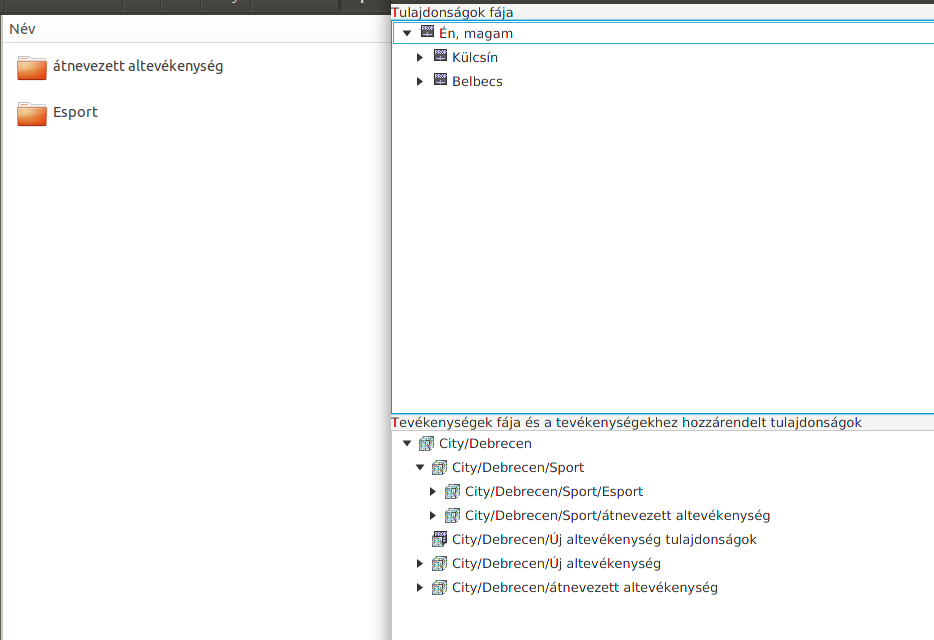 Név
átnevezett altevékenység
Esport
Tulajdonságok fája
Én, magam
Külcsín
Belbecs
Tevékenységek fája és a tevékenységekhez hozzárendelt tulajdonságok
City/Debrecen
City/Debrecen/Sport
City/Debrecen/Sport/Esport
City/Debrecen/Sport/átnevezett altevékenység
City/Debrecen/Új altevékenység tulajdonságok
City/Debrecen/Új altevékenység
City/Debrecen/átnevezett altevékenység